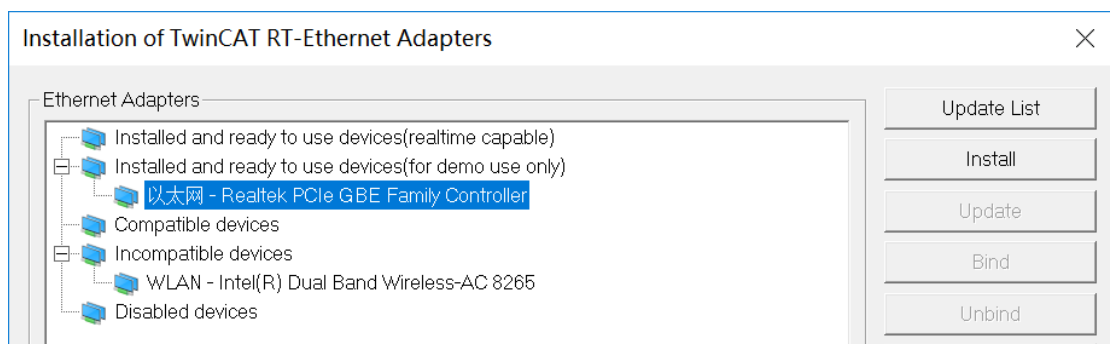 Installation of TwinCAT RT-Ethernet Adapters
Ethernet Adapters
Installed and ready to use devices(realtime capable)
Installed and ready to use devices(for demo use only)
以太网 - Realtek PCIe GBE Family Controller
Compatible devices
Incompatible devices
WLAN - Intel(R) Dual Band Wireless-AC 8265
Disabled devices
Update List
Install
Update
Bind
Unbind